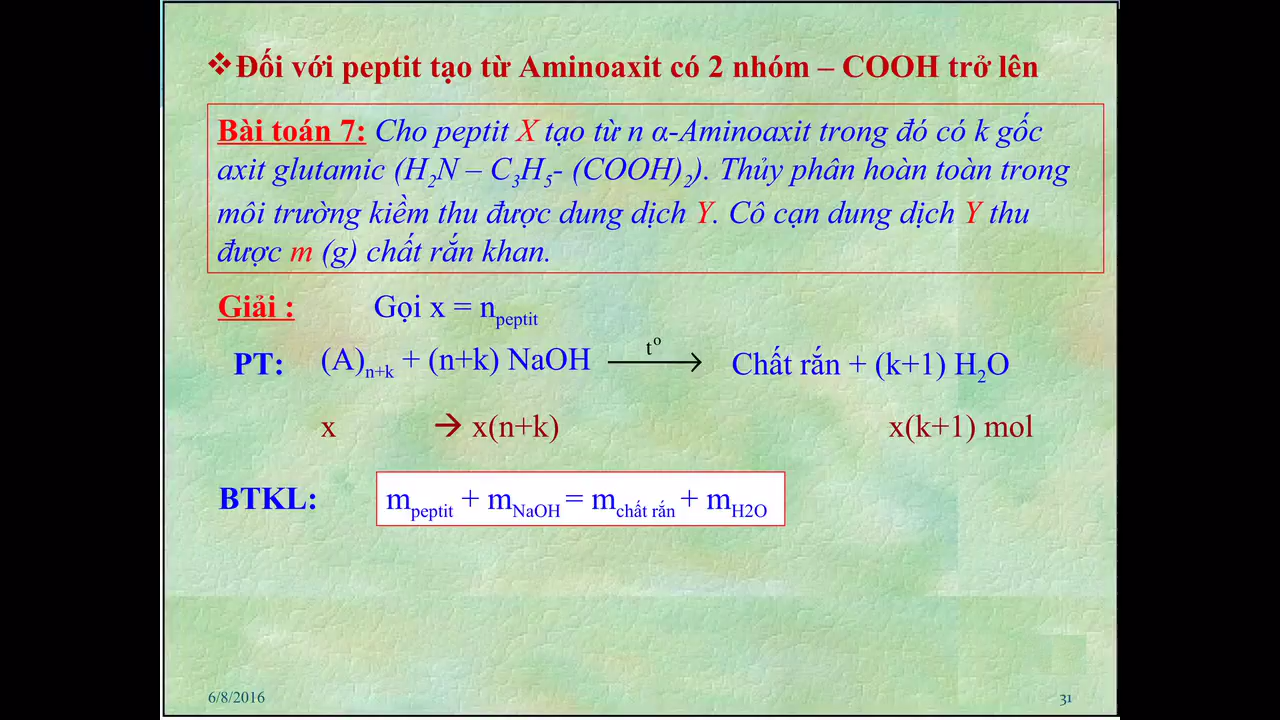 ❖Đối với peptit tạo từ Aminoaxit có 2 nhóm – COOH trở lên
Bài toán 7: Cho peptit X tạo từ n α-Aminoaxit trong đó có k gốc
axit glutamic (H₂N – C₃H₅- (COOH)₂). Thủy phân hoàn toàn trong
môi trường kiềm thu được dung dịch Y. Cô cạn dung dịch Y thu
được m (g) chất rắn khan.
Giải : Gọi x = npeptit
PT: (A)n+k + (n+k) NaOH ⟶ tº Chất rắn + (k+1) H₂O
x → x(n+k) x(k+1) mol
BTKL: mpeptit + mNaOH = mchất rắn + mH2O
6/8/2016 31